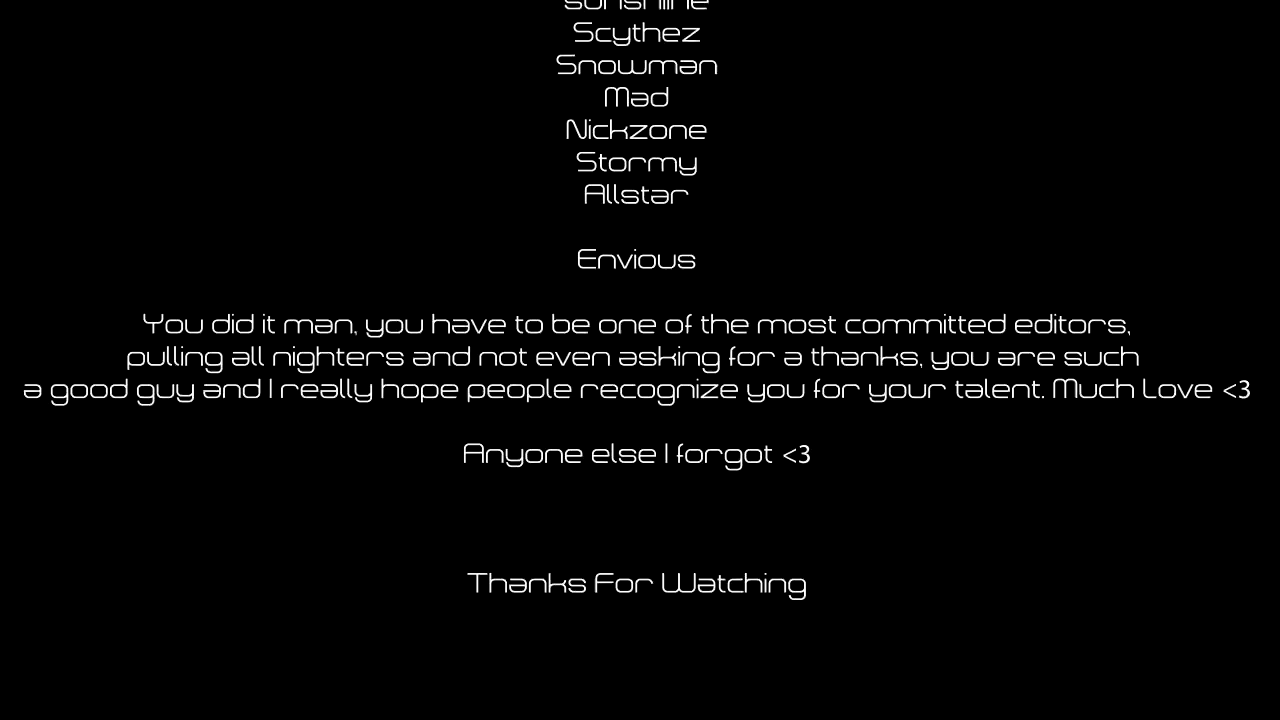 sunshiine
Scythez
Snowman
Mad
Nickzone
Stormy
Allstar
Envious
You did it man, you have to be one of the most committed editors,
pulling all nighters and not even asking for a thanks, you are such
a good guy and I really hope people recognize you for your talent. Much Love <3
Anyone else I forgot <3
Thanks For Watching